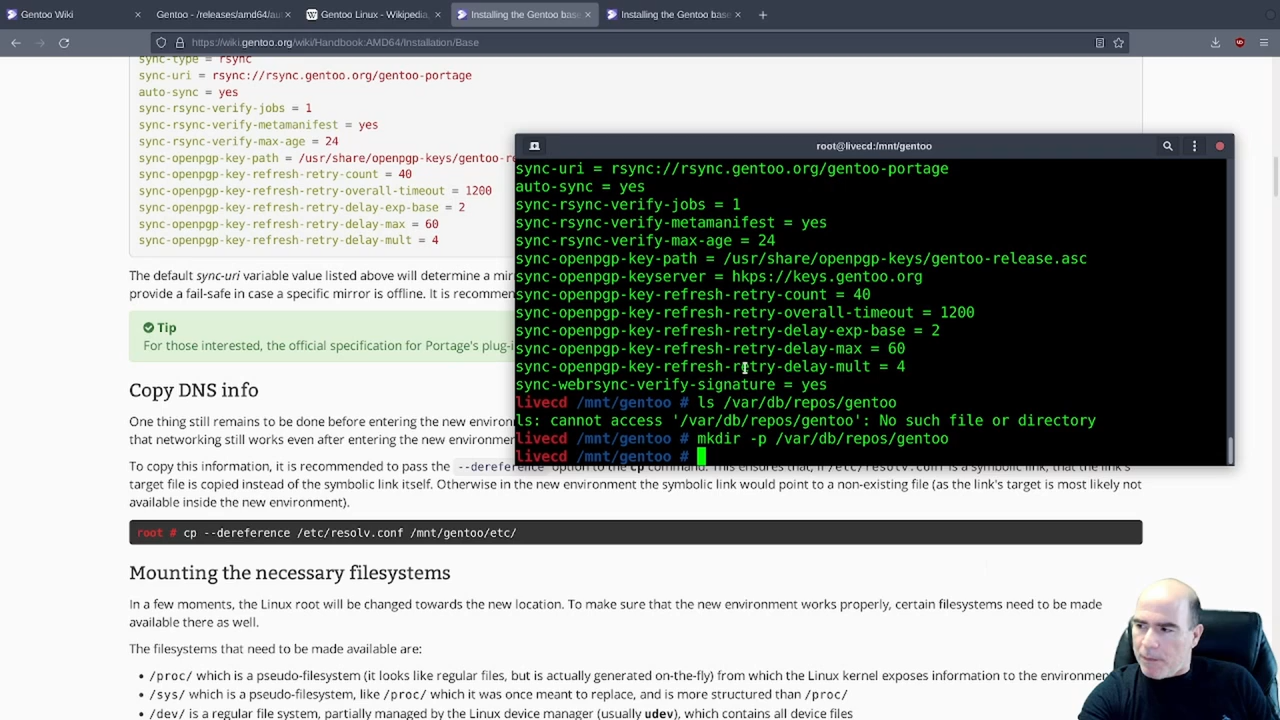 Gentoo Wiki
Gentoo - /releases/amd64/au
Gentoo Linux - Wikipedia,
Installing the Gentoo base
Installing the Gentoo base
https://wiki.gentoo.org/wiki/Handbook:AMD64/Installation/Base
sync-type = rsync
sync-uri = rsync://rsync.gentoo.org/gentoo-portage
auto-sync = yes
sync-rsync-verify-jobs = 1
sync-rsync-verify-metamanifest = yes
sync-rsync-verify-max-age = 24
sync-openpgp-key-path = /usr/share/openpgp-keys/gentoo-re
sync-openpgp-key-refresh-retry-count = 40
sync-openpgp-key-refresh-retry-overall-timeout = 1200
sync-openpgp-key-refresh-retry-delay-exp-base = 2
sync-openpgp-key-refresh-retry-delay-max = 60
sync-openpgp-key-refresh-retry-delay-mult = 4
The default sync-uri variable value listed above will determine a mir
provide a fail-safe in case a specific mirror is offline. It is recommen
Tip
For those interested, the official specification for Portage's plug-i
root@livecd:/mnt/gentoo
sync-uri = rsync://rsync.gentoo.org/gentoo-portage
auto-sync = yes
sync-rsync-verify-jobs = 1
sync-rsync-verify-metamanifest = yes
sync-rsync-verify-max-age = 24
sync-openpgp-key-path = /usr/share/openpgp-keys/gentoo-release.asc
sync-openpgp-keyserver = hkps://keys.gentoo.org
sync-openpgp-key-refresh-retry-count = 40
sync-openpgp-key-refresh-retry-overall-timeout = 1200
sync-openpgp-key-refresh-retry-delay-exp-base = 2
sync-openpgp-key-refresh-retry-delay-max = 60
sync-openpgp-key-refresh-retry-delay-mult = 4
sync-webrsync-verify-signature = yes
livecd /mnt/gentoo # ls /var/db/repos/gentoo
ls: cannot access '/var/db/repos/gentoo': No such file or directory
livecd /mnt/gentoo # mkdir -p /var/db/repos/gentoo
livecd /mnt/gentoo #
Copy DNS info
One thing still remains to be done before entering the new environm
that networking still works even after entering the new environment
To copy this information, it is recommended to pass the --dereference option to the cp command. This ensures that, if /etc/resolv.conf is a symbolic link, that the link's
target file is copied instead of the symbolic link itself. Otherwise in the new environment the symbolic link would point to a non-existing file (as the link's target is most likely not
available inside the new environment).
root # cp --dereference /etc/resolv.conf /mnt/gentoo/etc/
Mounting the necessary filesystems
In a few moments, the Linux root will be changed towards the new location. To make sure that the new environment works properly, certain filesystems need to be made
available there as well.
The filesystems that need to be made available are:
• /proc/ which is a pseudo-filesystem (it looks like regular files, but is actually generated on-the-fly) from which the Linux kernel exposes information to the environmen
• /sys/ which is a pseudo-filesystem, like /proc/ which it was once meant to replace, and is more structured than /proc/
• /dev/ is a regular file system, partially managed by the Linux device manager (usually udev), which contains all device files